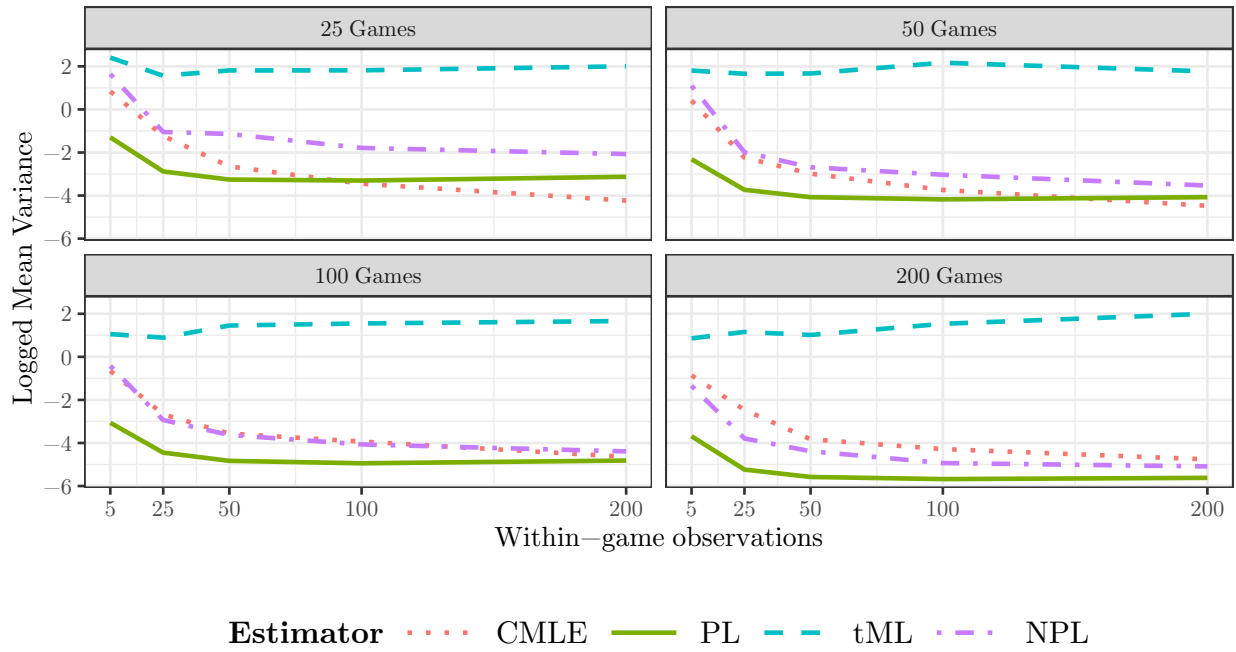 25 Games
50 Games
2
0
−2
−4
−6
100 Games
200 Games
2
0
−2
−4
−6
5 25 50 100 200
5 25 50 100 200
Logged Mean Variance
Within−game observations
Estimator CMLE PL tML NPL